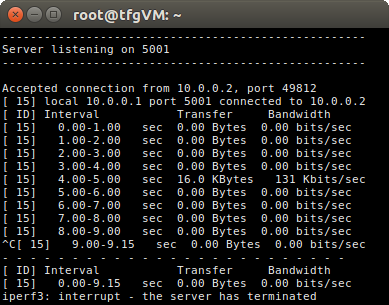 root@tfgVM: ~
-----------------------------------------------------------
Server listening on 5001
-----------------------------------------------------------
Accepted connection from 10.0.0.2, port 49812
[ 15] local 10.0.0.1 port 5001 connected to 10.0.0.2
[ ID] Interval           Transfer     Bandwidth
[ 15]   0.00-1.00   sec  0.00 Bytes  0.00 bits/sec
[ 15]   1.00-2.00   sec  0.00 Bytes  0.00 bits/sec
[ 15]   2.00-3.00   sec  0.00 Bytes  0.00 bits/sec
[ 15]   3.00-4.00   sec  0.00 Bytes  0.00 bits/sec
[ 15]   4.00-5.00   sec  16.0 KBytes   131 Kbits/sec
[ 15]   5.00-6.00   sec  0.00 Bytes  0.00 bits/sec
[ 15]   6.00-7.00   sec  0.00 Bytes  0.00 bits/sec
[ 15]   7.00-8.00   sec  0.00 Bytes  0.00 bits/sec
[ 15]   8.00-9.00   sec  0.00 Bytes  0.00 bits/sec
^C[ 15]   9.00-9.15   sec  0.00 Bytes  0.00 bits/sec
- - - - - - - - - - - - - - - - - - - - - - - - -
[ ID] Interval           Transfer     Bandwidth
[ 15]   0.00-9.15   sec  0.00 Bytes  0.00 bits/sec
iperf3: interrupt - the server has terminated